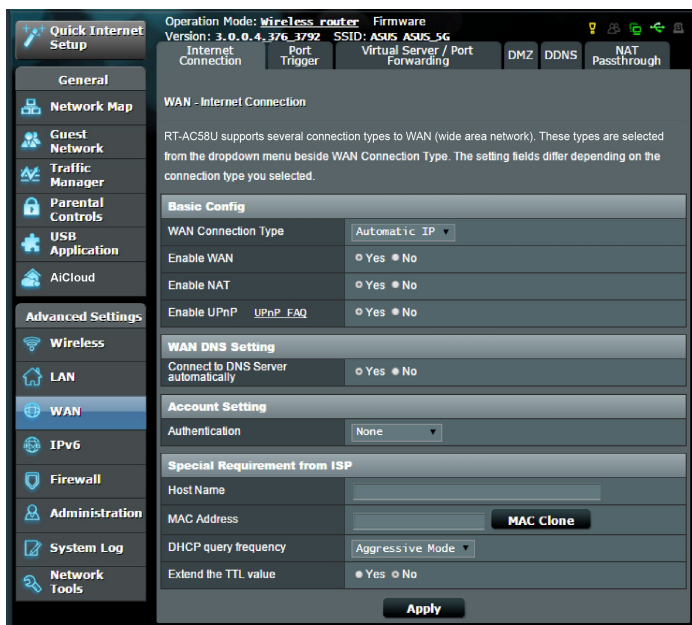 Quick Internet
Setup
Operation Mode: Wireless router Firmware
Version: 3.0.0.4.376_3792 SSID: ASUS ASUS_5G
General
Network Map
Guest
Network
Traffic
Manager
Parental
Controls
USB
Application
AiCloud
Advanced Settings
Wireless
LAN
WAN
IPv6
Firewall
Administration
System Log
Network
Tools
Internet
Connection
Port
Trigger
Virtual Server / Port
Forwarding
DMZ
DDNS
NAT
Passthrough
WAN - Internet Connection
RT-AC58U supports several connection types to WAN (wide area network). These types are selected
from the dropdown menu beside WAN Connection Type. The setting fields differ depending on the
connection type you selected.
Basic Config
WAN Connection Type Automatic IP
Enable WAN Yes No
Enable NAT Yes No
Enable UPnP UPnP FAQ Yes No
WAN DNS Setting
Connect to DNS Server
automatically Yes No
Account Setting
Authentication None
Special Requirement from ISP
Host Name
MAC Address MAC Clone
DHCP query frequency Aggressive Mode
Extend the TTL value Yes No
Apply